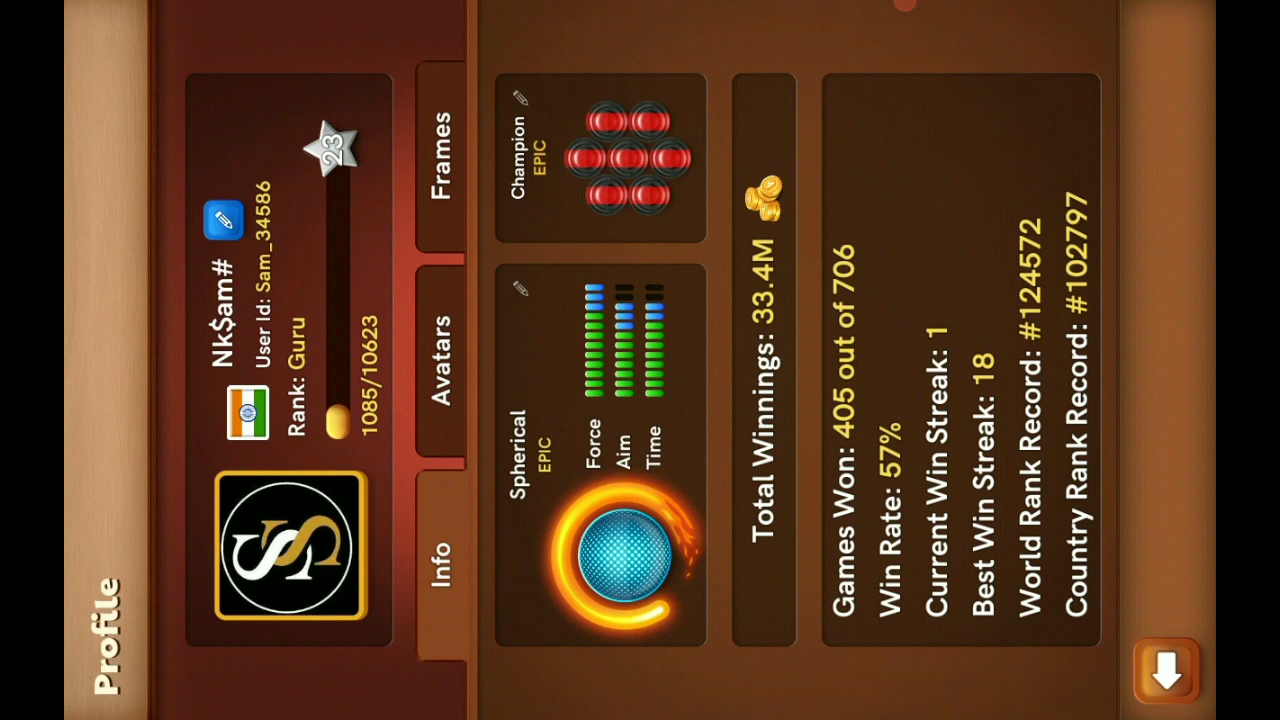 Profile
Nk$am#
User Id: Sam_34586
Rank: Guru
23
1085/10623
Info
Avatars
Frames
Spherical
EPIC
Force
Aim
Time
Champion
EPIC
Total Winnings: 33.4M
Games Won: 405 out of 706
Win Rate: 57%
Current Win Streak: 1
Best Win Streak: 18
World Rank Record: #124572
Country Rank Record: #102797